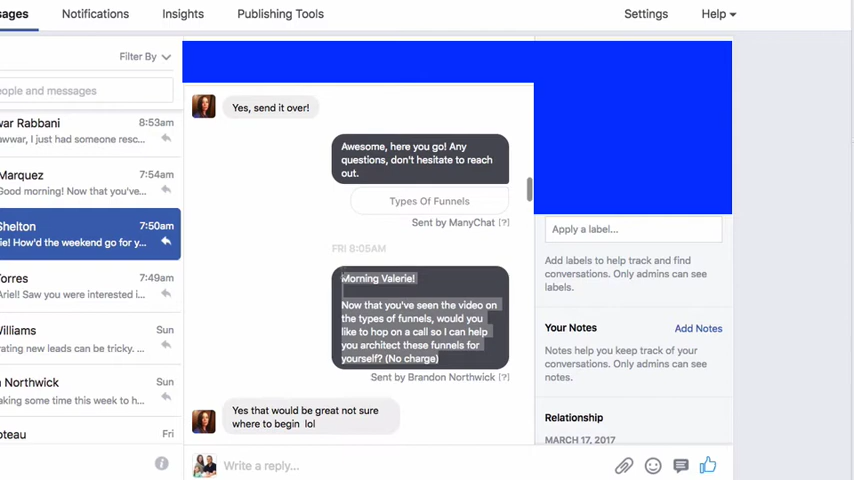 sages Notifications Insights Publishing Tools Settings Help
Filter By
eople and messages
war Rabbani 8:53am
awwar, I just had someone resc...
Marquez 7:54am
Good morning! Now that you've...
Shelton 7:50am
ie! How'd the weekend go for y...
Torres 7:49am
Ariel! Saw you were interested i...
Williams Sun
rating new leads can be tricky. ...
n Northwick Sun
aking some time this week to h...
oteau Fri
Yes, send it over!
Awesome, here you go! Any
questions, don't hesitate to reach
out.
Types Of Funnels
Sent by ManyChat [?]
FRI 8:05AM
Morning Valerie!
Now that you've seen the video on
the types of funnels, would you
like to hop on a call so I can help
you architect these funnels for
yourself? (No charge)
Sent by Brandon Northwick [?]
Yes that would be great not sure
where to begin lol
Write a reply...
Apply a label...
Add labels to help track and find
conversations. Only admins can see
labels.
Your Notes Add Notes
Notes help you keep track of your
conversations. Only admins can see
notes.
Relationship
MARCH 17, 2017